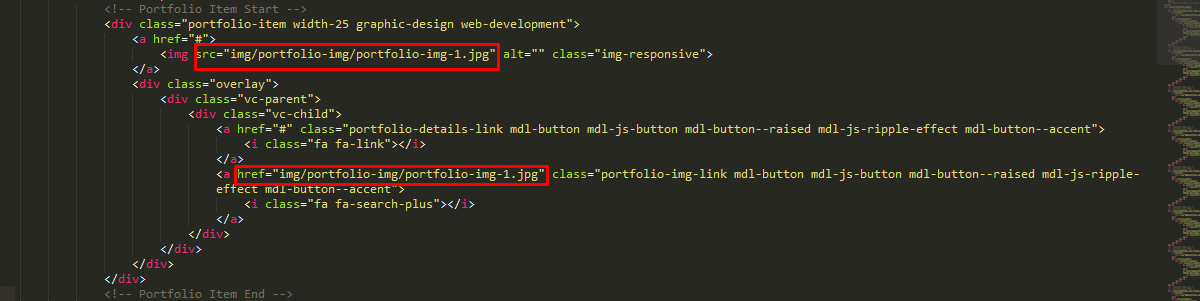 <!-- Portfolio Item Start -->
<div class="portfolio-item width-25 graphic-design web-development">
<a href="#">
<img src="img/portfolio-img/portfolio-img-1.jpg" alt="" class="img-responsive">
</a>
<div class="overlay">
<div class="vc-parent">
<div class="vc-child">
<a href="#" class="portfolio-details-link mdl-button mdl-js-button mdl-button--raised mdl-js-ripple-effect mdl-button--accent">
<i class="fa fa-link"></i>
</a>
<a href="img/portfolio-img/portfolio-img-1.jpg" class="portfolio-img-link mdl-button mdl-js-button mdl-button--raised mdl-js-ripple-
effect mdl-button--accent">
<i class="fa fa-search-plus"></i>
</a>
</div>
</div>
</div>
</div>
<!-- Portfolio Item End -->